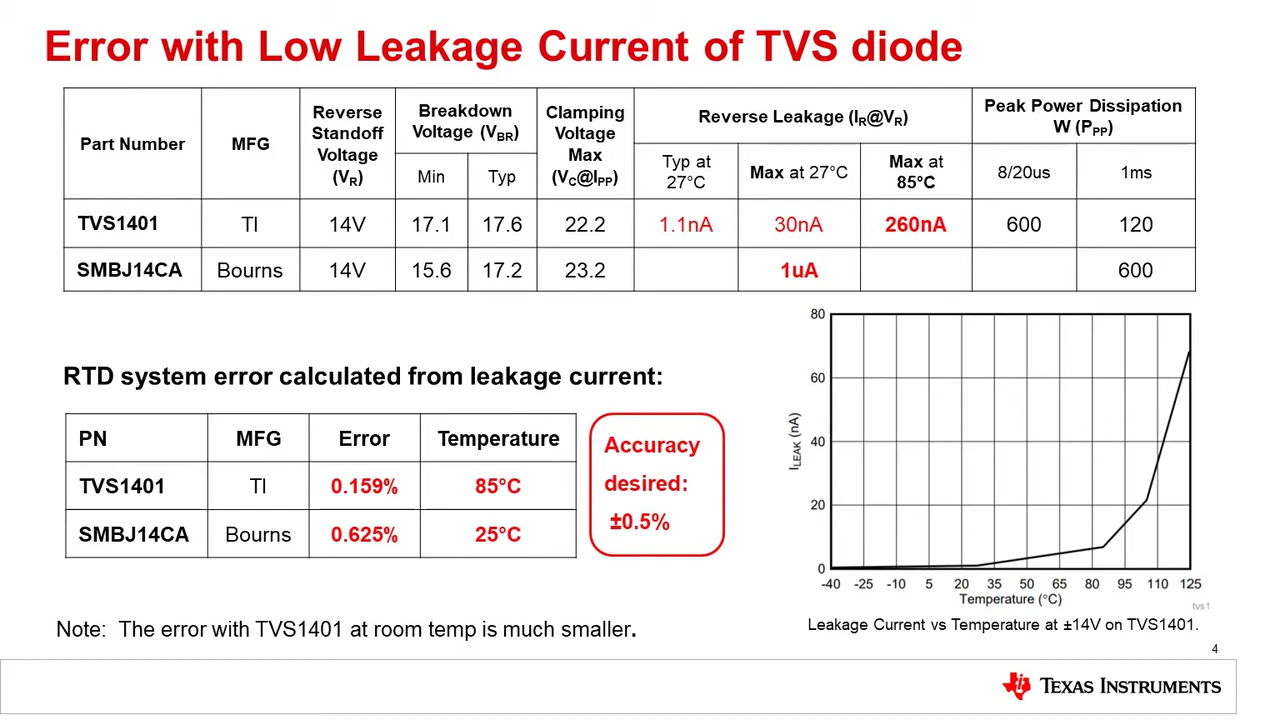 Error with Low Leakage Current of TVS diode
Part Number MFG Reverse Standoff Voltage (VR) Breakdown Voltage (VBR) Clamping Voltage Max (VC@IPP) Reverse Leakage (IR@VR) Peak Power Dissipation W (PPP)
Min Typ Typ at 27°C Max at 27°C Max at 85°C 8/20us 1ms
TVS1401 TI 14V 17.1 17.6 22.2 1.1nA 30nA 260nA 600 120
SMBJ14CA Bourns 14V 15.6 17.2 23.2 1uA 600
RTD system error calculated from leakage current:
PN MFG Error Temperature
TVS1401 TI 0.159% 85°C
SMBJ14CA Bourns 0.625% 25°C
Accuracy
desired:
±0.5%
Note: The error with TVS1401 at room temp is much smaller.
80
60
40
20
0
ILEAK (nA)
-40 -25 -10 5 20 35 50 65 80 95 110 125
Temperature (°C)
tvs1
Leakage Current vs Temperature at ±14V on TVS1401.
4
TEXAS INSTRUMENTS